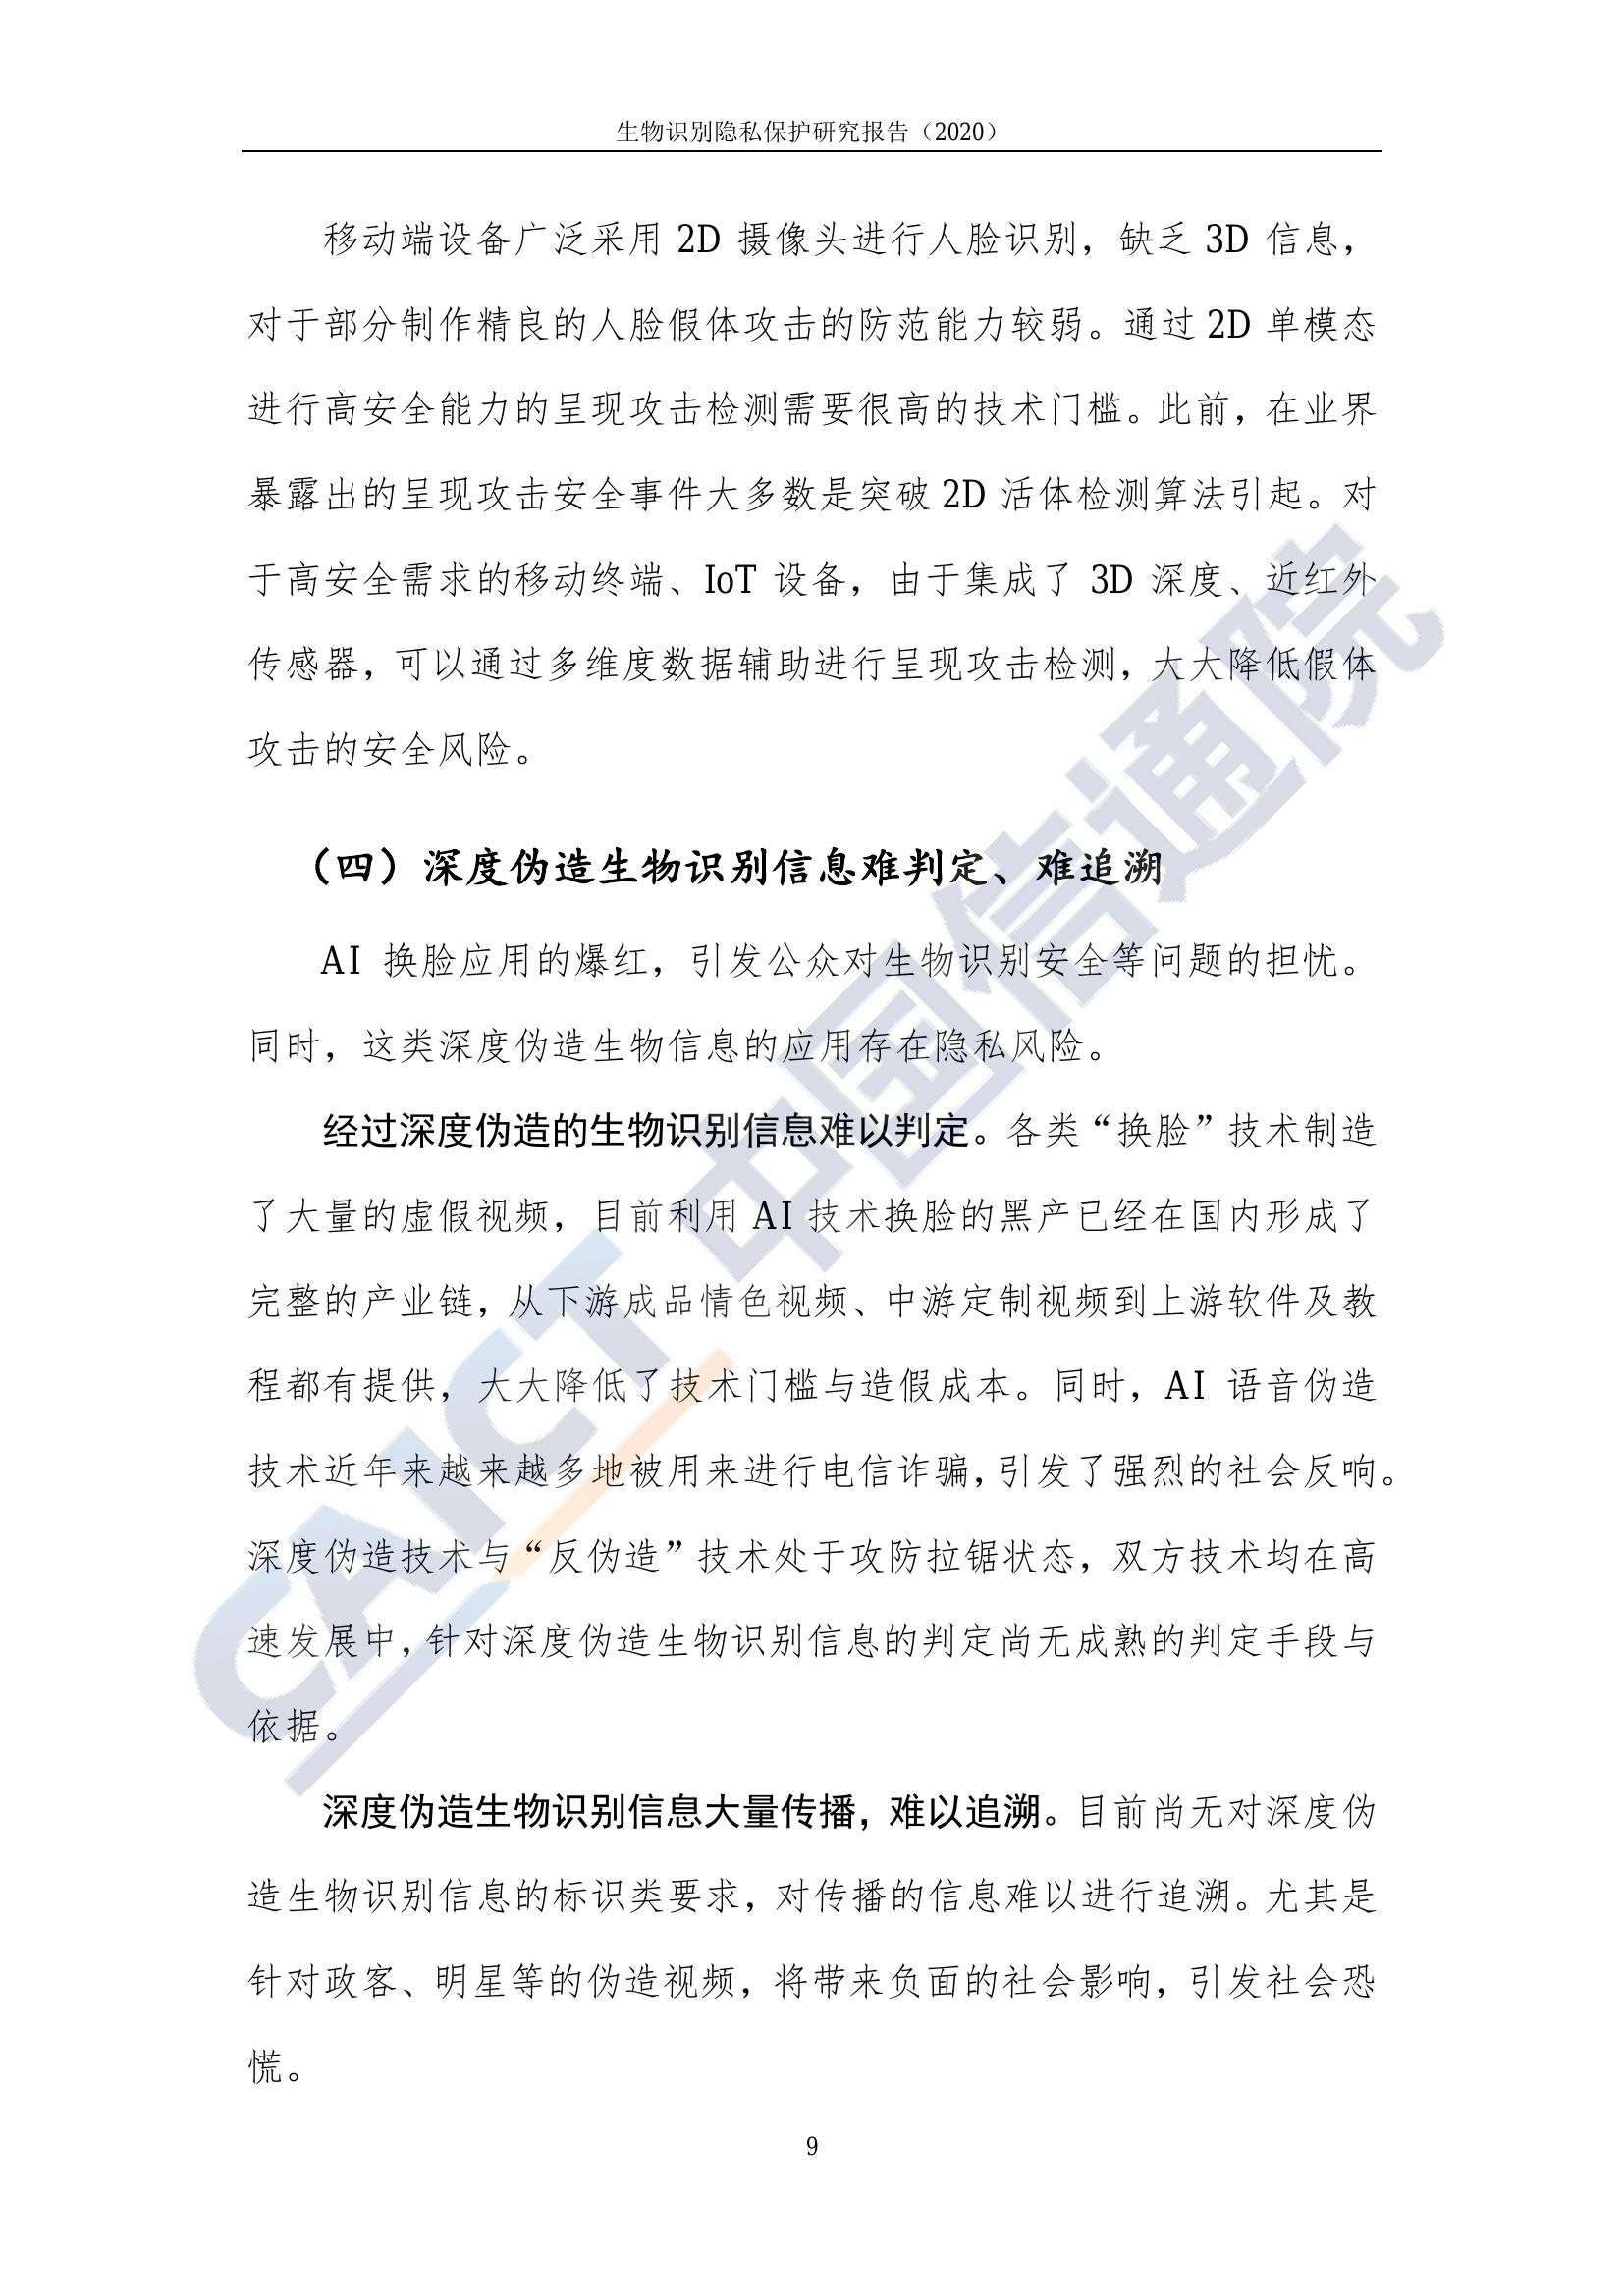 生物识别隐私保护研究报告（2020）
移动端设备广泛采用 2D 摄像头进行人脸识别，缺乏 3D 信息，
对于部分制作精良的人脸假体攻击的防范能力较弱。通过 2D 单模态
进行高安全能力的呈现攻击检测需要很高的技术门槛。此前，在业界
暴露出的呈现攻击安全事件大多数是突破 2D 活体检测算法引起。对
于高安全需求的移动终端、IoT 设备，由于集成了 3D 深度、近红外
传感器，可以通过多维度数据辅助进行呈现攻击检测，大大降低假体
攻击的安全风险。
（四）深度伪造生物识别信息难判定、难追溯
AI 换脸应用的爆红，引发公众对生物识别安全等问题的担忧。
同时，这类深度伪造生物信息的应用存在隐私风险。
经过深度伪造的生物识别信息难以判定。各类“换脸”技术制造
了大量的虚假视频，目前利用 AI 技术换脸的黑产已经在国内形成了
完整的产业链，从下游成品情色视频、中游定制视频到上游软件及教
程都有提供，大大降低了技术门槛与造假成本。同时，AI 语音伪造
技术近年来越来越多地被用来进行电信诈骗，引发了强烈的社会反响。
深度伪造技术与“反伪造”技术处于攻防拉锯状态，双方技术均在高
速发展中，针对深度伪造生物识别信息的判定尚无成熟的判定手段与
依据。
深度伪造生物识别信息大量传播，难以追溯。目前尚无对深度伪
造生物识别信息的标识类要求，对传播的信息难以进行追溯。尤其是
针对政客、明星等的伪造视频，将带来负面的社会影响，引发社会恐
慌。
9
CAICT 中国信通院